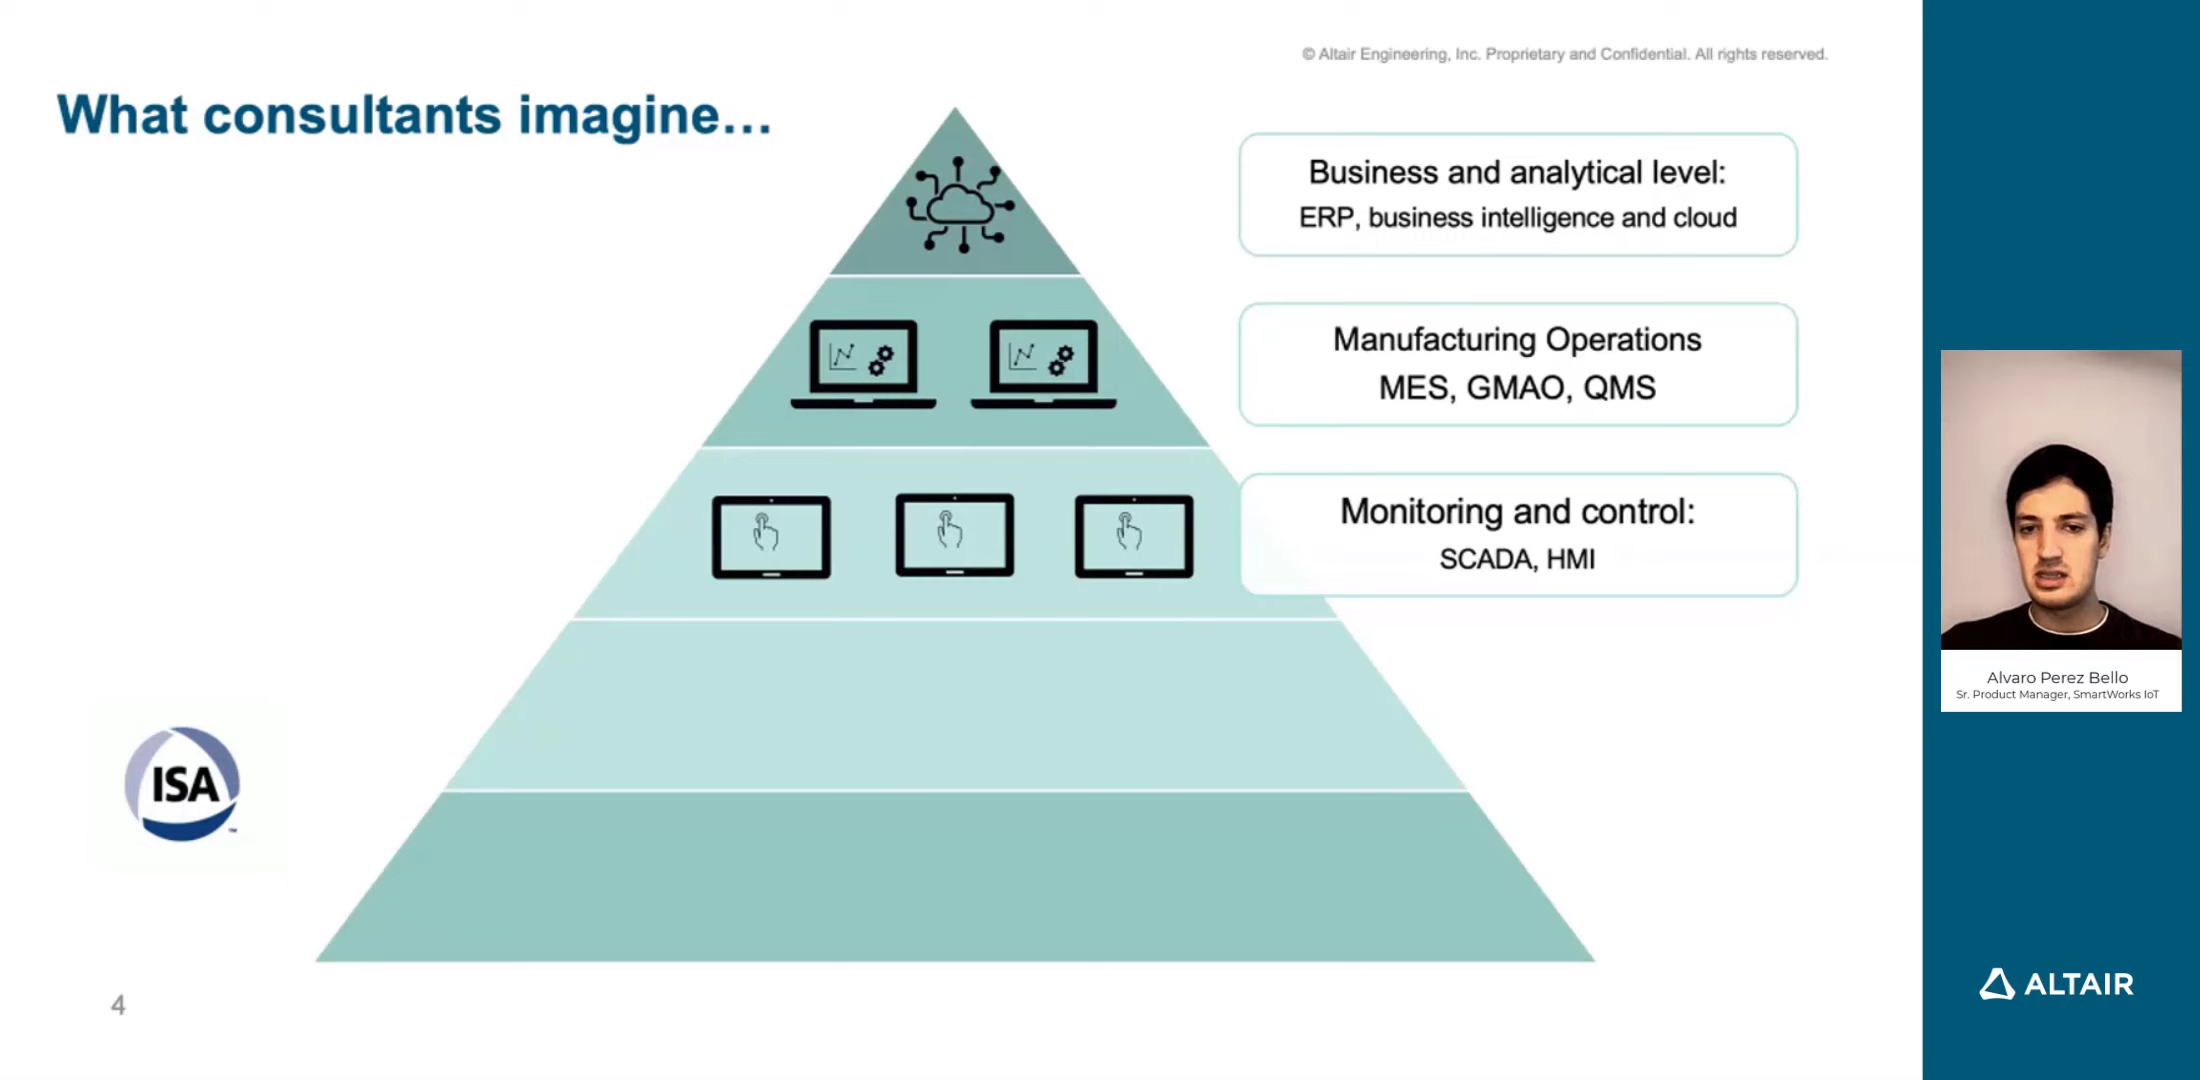 © Altair Engineering, Inc. Proprietary and Confidential. All rights reserved.
What consultants imagine...
Business and analytical level:
ERP, business intelligence and cloud
Manufacturing Operations
MES, GMAO, QMS
Monitoring and control:
SCADA, HMI
ISA
™
4
Alvaro Perez Bello
Sr. Product Manager, SmartWorks IoT
ALTAIR